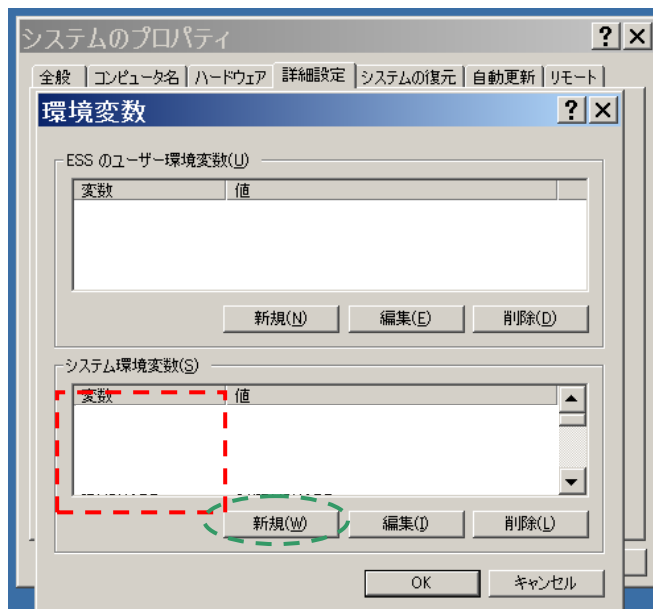 システムのプロパティ
全般 コンピュータ名 ハードウェア 詳細設定 システムの復元 自動更新 リモート
環境変数
ESS のユーザー環境変数(U)
変数 値
新規(N) 編集(E) 削除(D)
システム環境変数(S)
変数 値
新規(W) 編集(I) 削除(L)
OK キャンセル